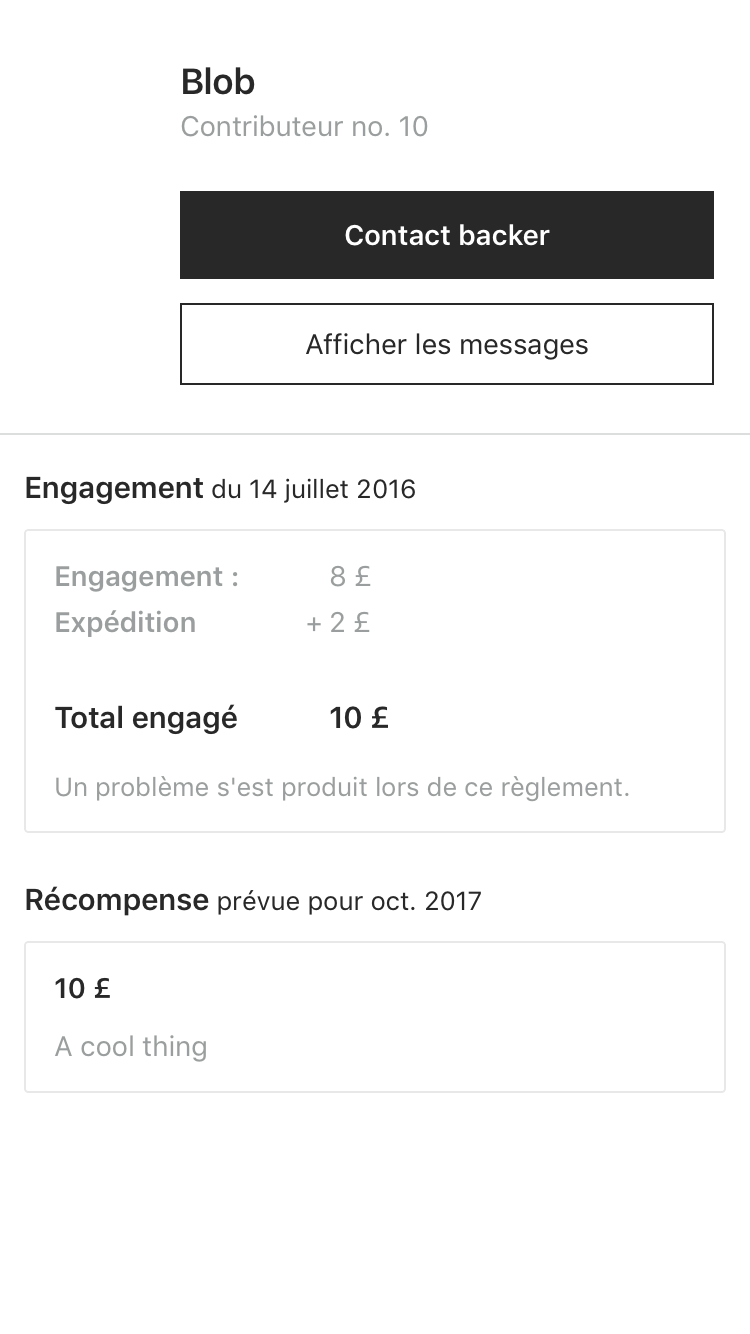 Blob
Contributeur no. 10
Contact backer
Afficher les messages
Engagement du 14 juillet 2016
Engagement : 8 £
Expédition + 2 £
Total engagé 10 £
Un problème s'est produit lors de ce règlement.
Récompense prévue pour oct. 2017
10 £
A cool thing